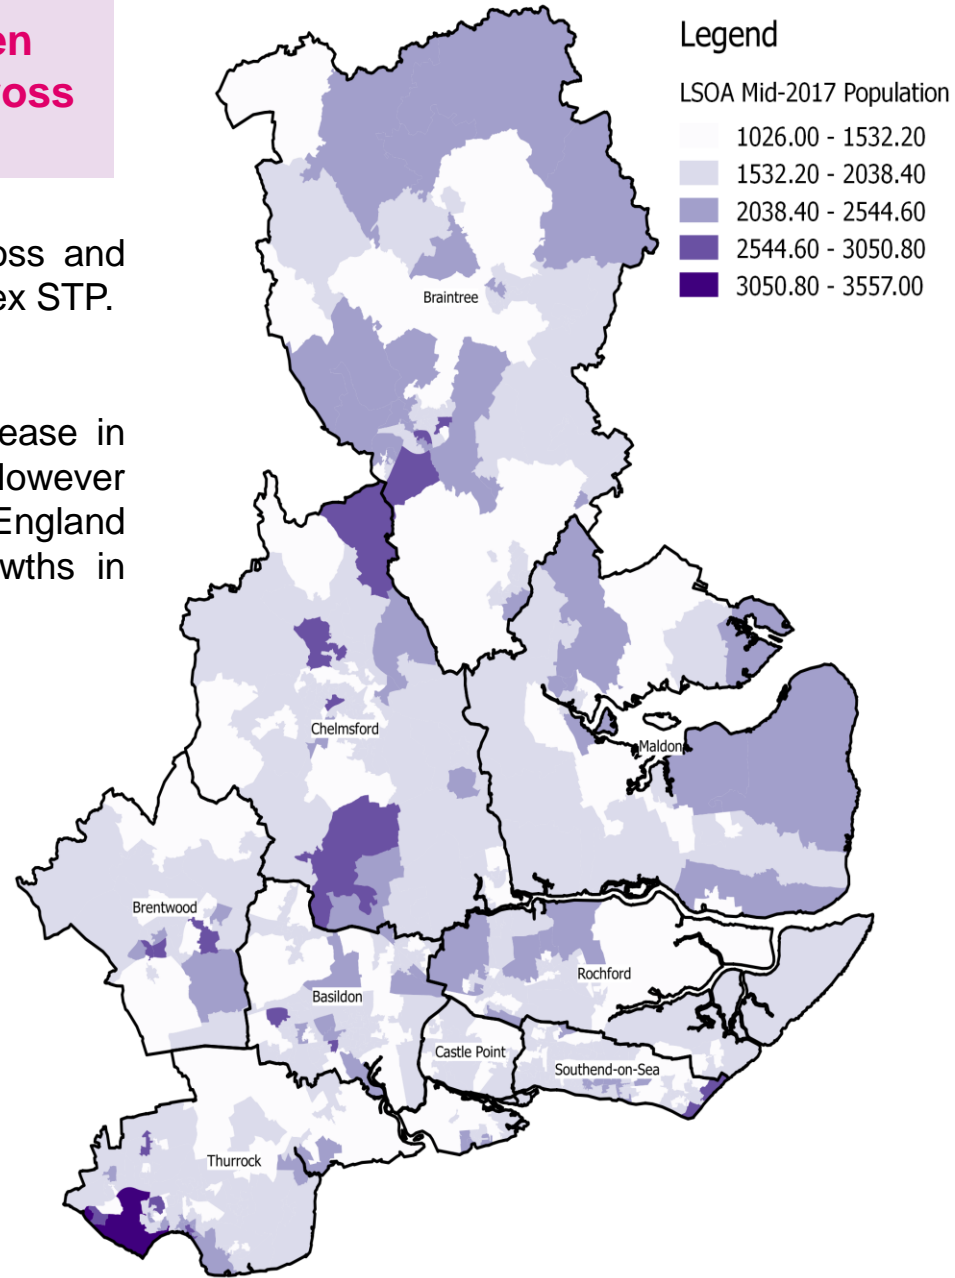 en
oss
oss and
ex STP.
ease in
However
England
wths in
Legend
LSOA Mid-2017 Population
1026.00 - 1532.20
1532.20 - 2038.40
2038.40 - 2544.60
2544.60 - 3050.80
3050.80 - 3557.00
Braintree
Chelmsford
Maldon
Brentwood
Rochford
Basildon
Castle Point
Southend-on-Sea
Thurrock